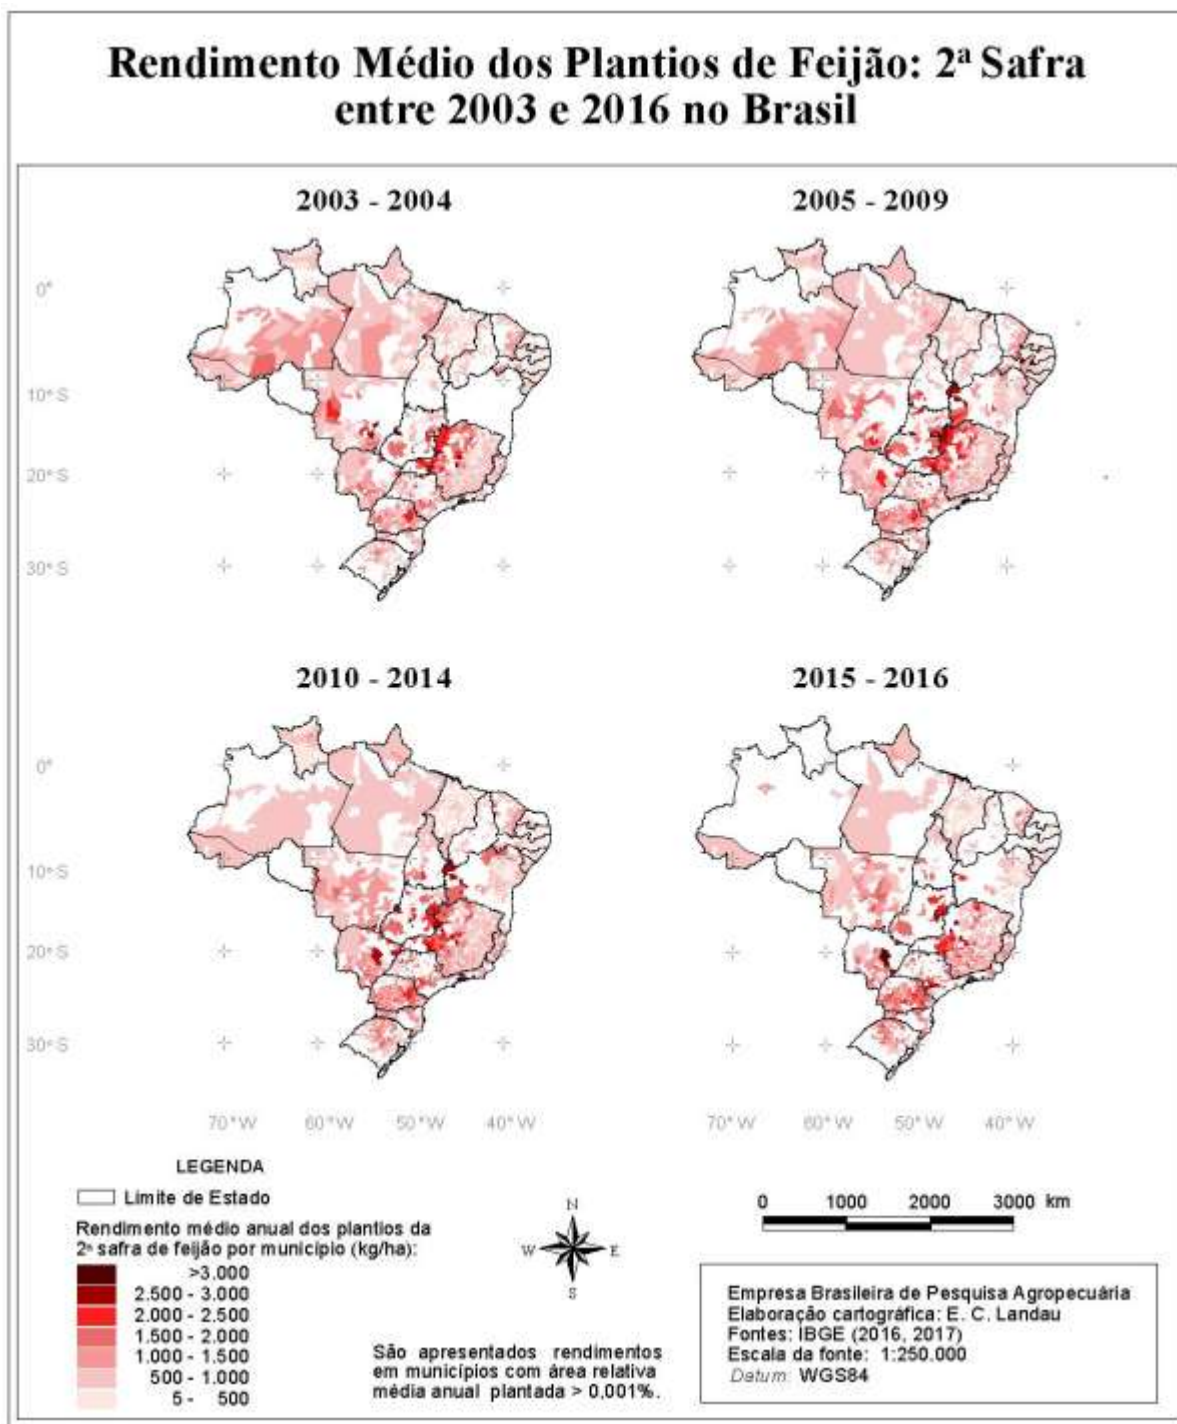 Rendimento Médio dos Plantios de Feijão: 2ª Safra
entre 2003 e 2016 no Brasil
2003 - 2004
2005 - 2009
0°
10° S
20° S
30° S
2010 - 2014
2015 - 2016
0°
10° S
20° S
30° S
70° W 60° W 50° W 40° W
70° W 60° W 50° W 40° W
LEGENDA
Limite de Estado
Rendimento médio anual dos plantios da
2ª safra de feijão por município (kg/ha):
>3.000
2.500 - 3.000
2.000 - 2.500
1.500 - 2.000
1.000 - 1.500
500 - 1.000
5 - 500
N
W E
S
São apresentados rendimentos
em municípios com área relativa
média anual plantada > 0,001%.
0 1000 2000 3000 km
Empresa Brasileira de Pesquisa Agropecuária
Elaboração cartográfica: E. C. Landau
Fontes: IBGE (2016, 2017)
Escala da fonte: 1:250.000
Datum: WGS84